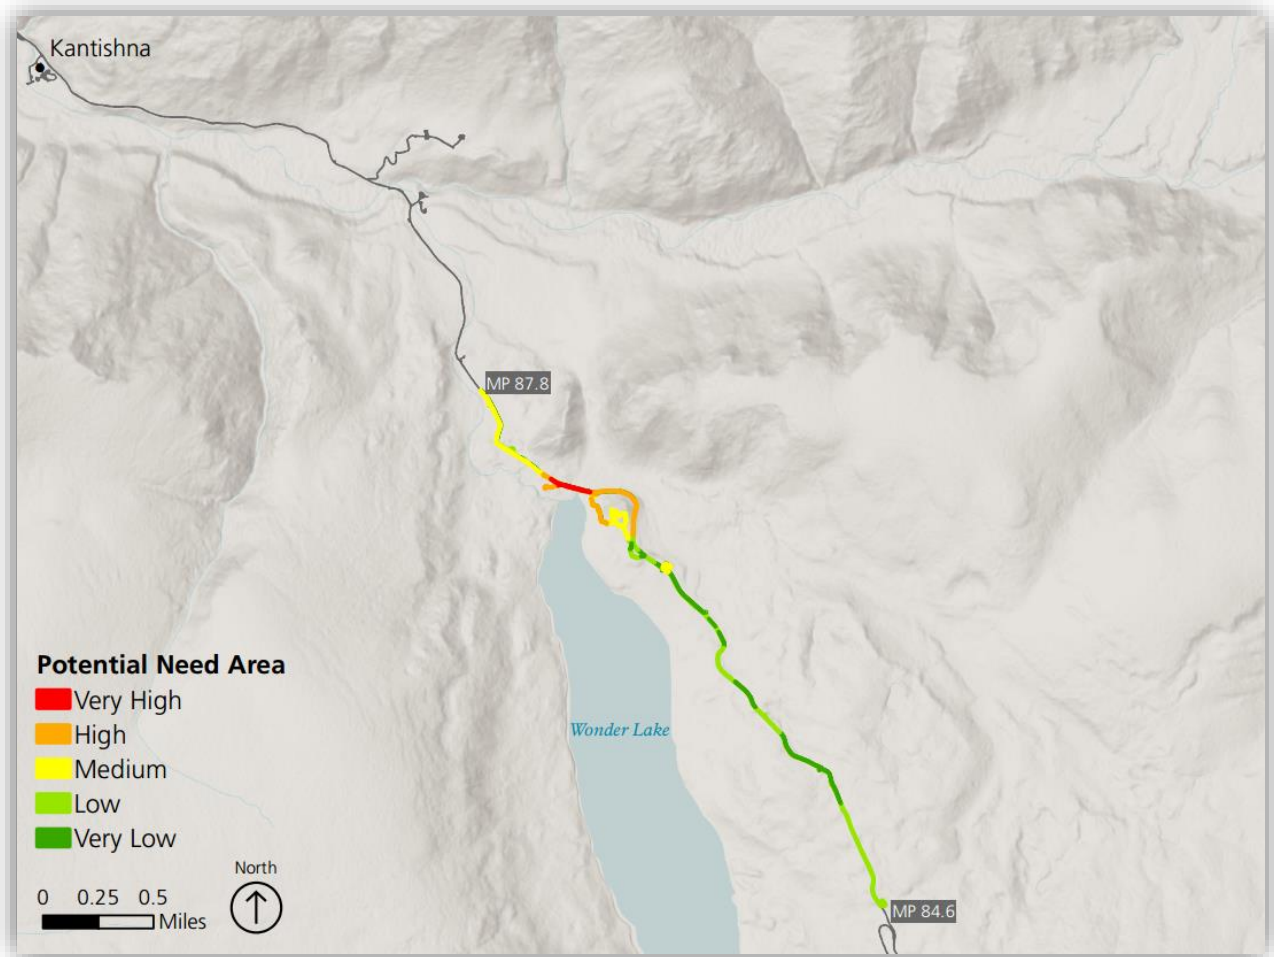 Kantishna
MP 87.8
Wonder Lake
Potential Need Area
Very High
High
Medium
Low
Very Low
North
0 0.25 0.5
Miles
MP 84.6